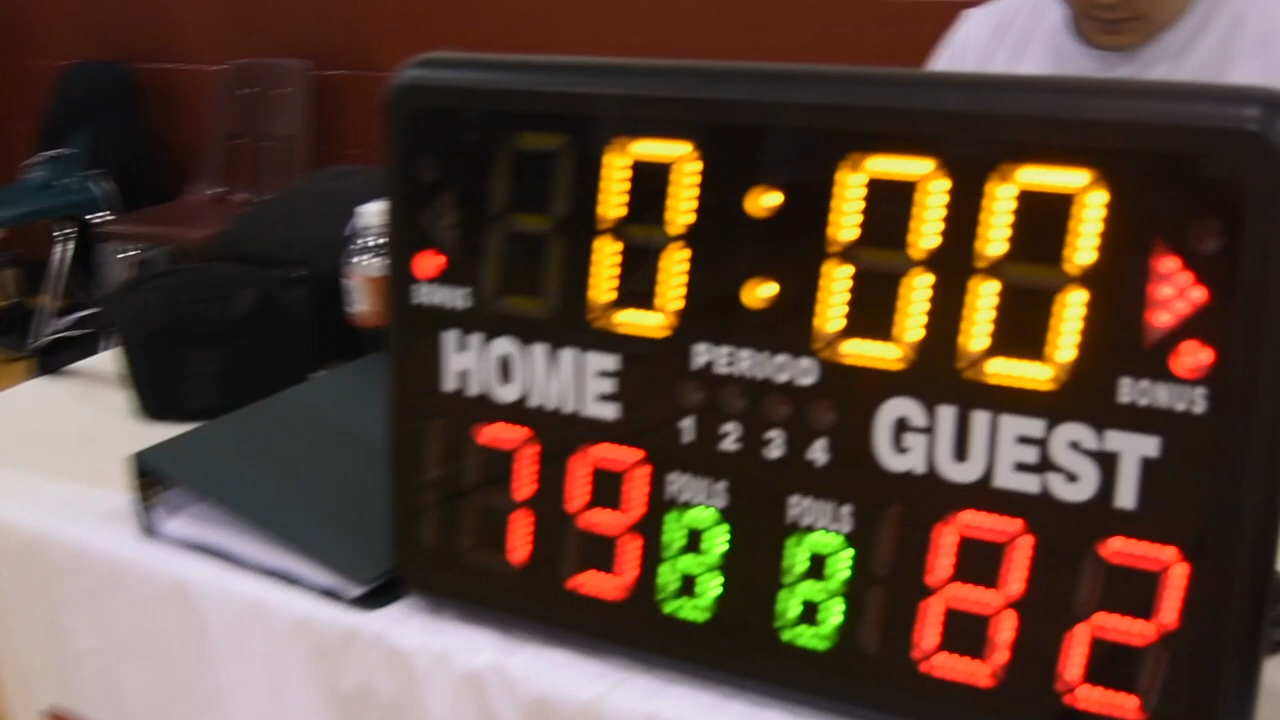 0:00
BONUS
HOME
PERIOD
GUEST
BONUS
1 2 3 4
79
FOULS
8
FOULS
8
82